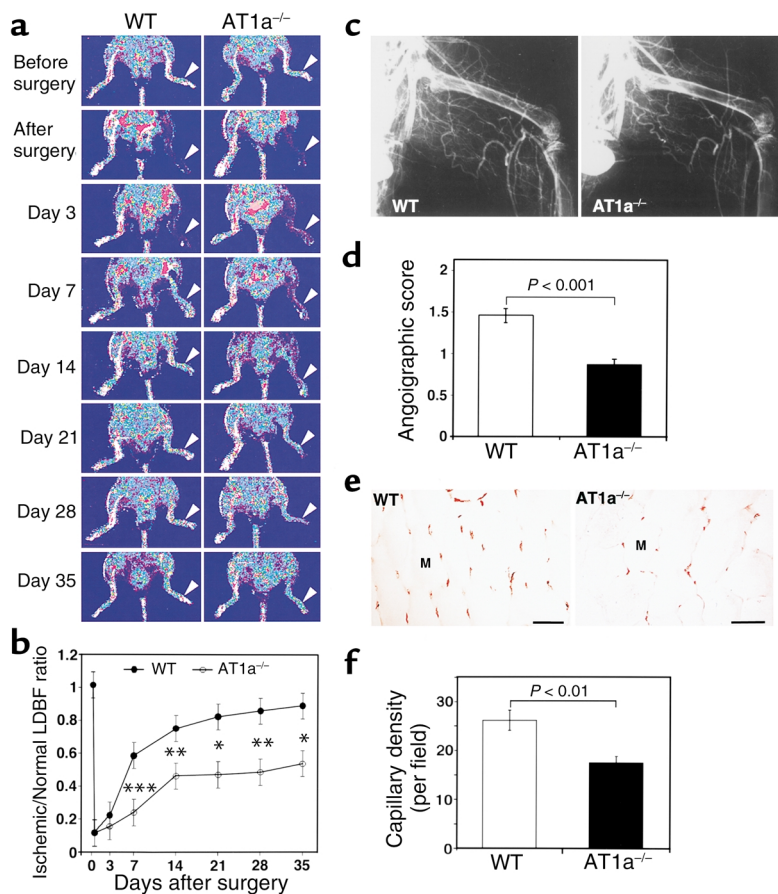 a
WT AT1a–/–
Before surgery
After surgery
Day 3
Day 7
Day 14
Day 21
Day 28
Day 35
b
Ischemic/Normal LDBF ratio
1.2
1
0.8
0.6
0.4
0.2
0
WT AT1a–/–
***
**
*
**
*
0 3 7 14 21 28 35
Days after surgery
c
WT
AT1a–/–
d
Angoigraphic score
2
1.5
1
0.5
0
P < 0.001
WT AT1a–/–
e
WT
M
AT1a–/–
M
f
Capillary density
(per field)
30
20
10
0
P < 0.01
WT AT1a–/–